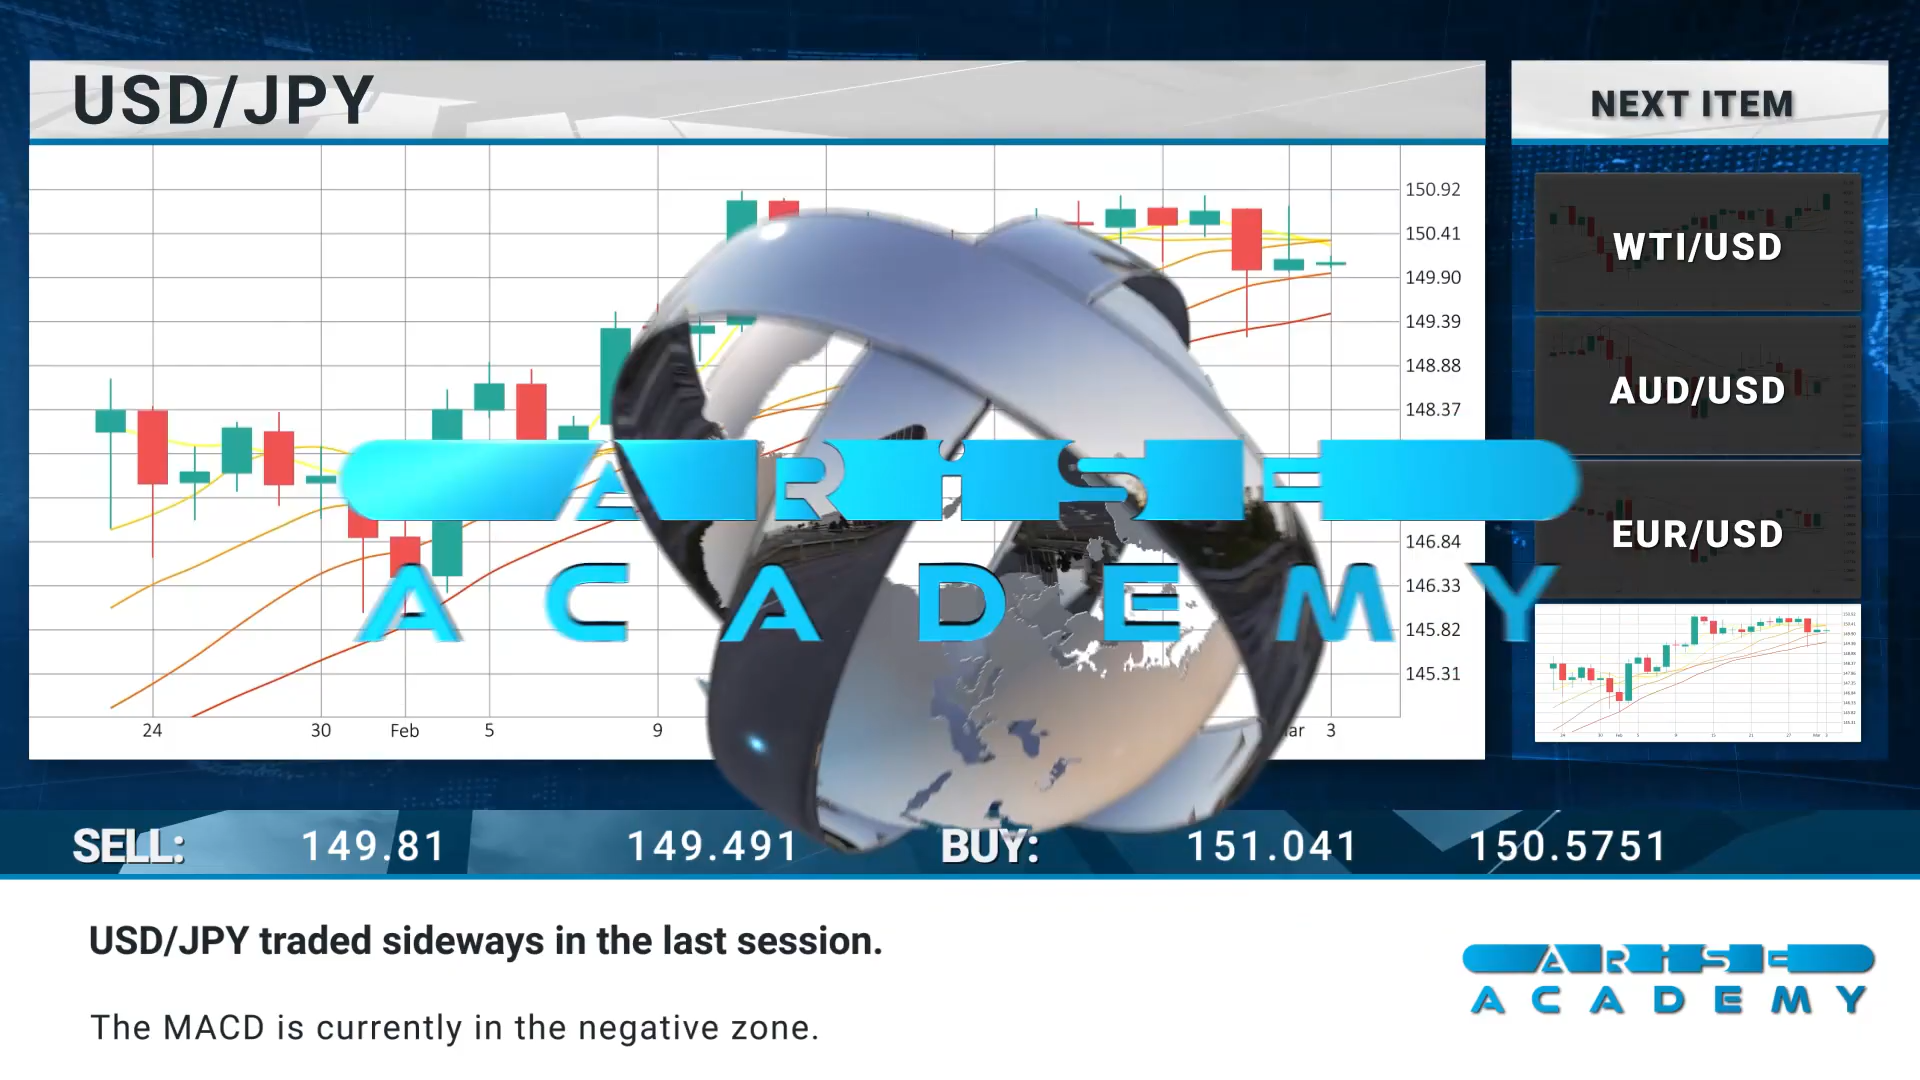 USD/JPY
NEXT ITEM
150.92
150.41
149.90
149.39
148.88
148.37
146.84
146.33
145.82
145.31
24
30
Feb
5
9
3
WTI/USD
AUD/USD
EUR/USD
ARISE
ACADEMY
SELL: 149.81 149.491 BUY: 151.041 150.5751
USD/JPY traded sideways in the last session.
The MACD is currently in the negative zone.
ARISE
ACADEMY